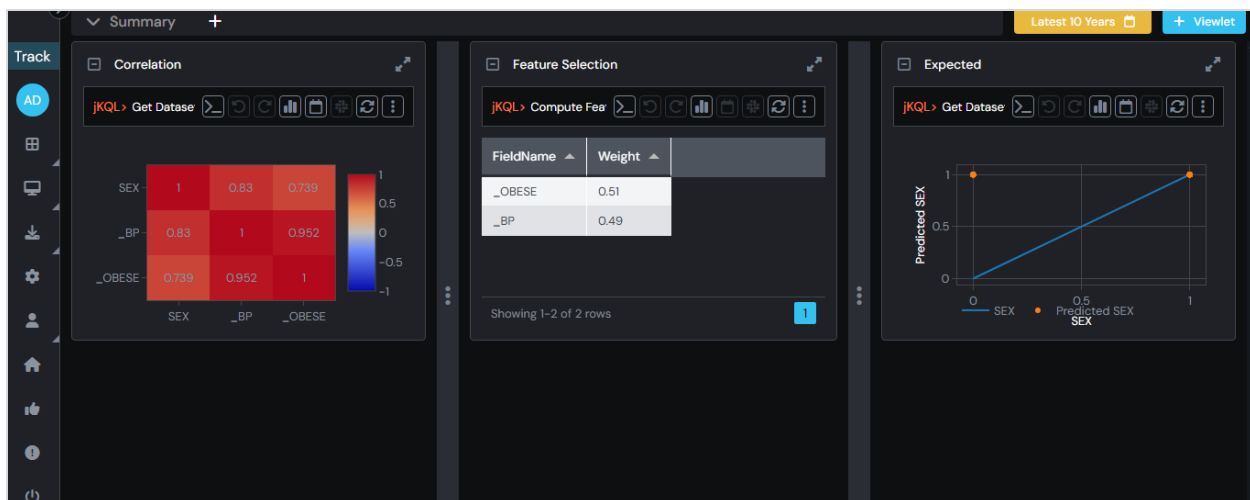 Summary +
Latest 10 Years
+ Viewlet
Track
AD
Correlation
jKQL> Get Datase
SEX 1 0.83 0.739
_BP 0.83 1 0.952
_OBESE 0.739 0.952 1
SEX _BP _OBESE
1
0.5
0
-0.5
-1
Feature Selection
jKQL> Compute Fea
FieldName Weight
_OBESE 0.51
_BP 0.49
Showing 1-2 of 2 rows 1
Expected
jKQL> Get Datase
Predicted SEX
1
0.5
0
0 0.5 1
SEX Predicted SEX
SEX